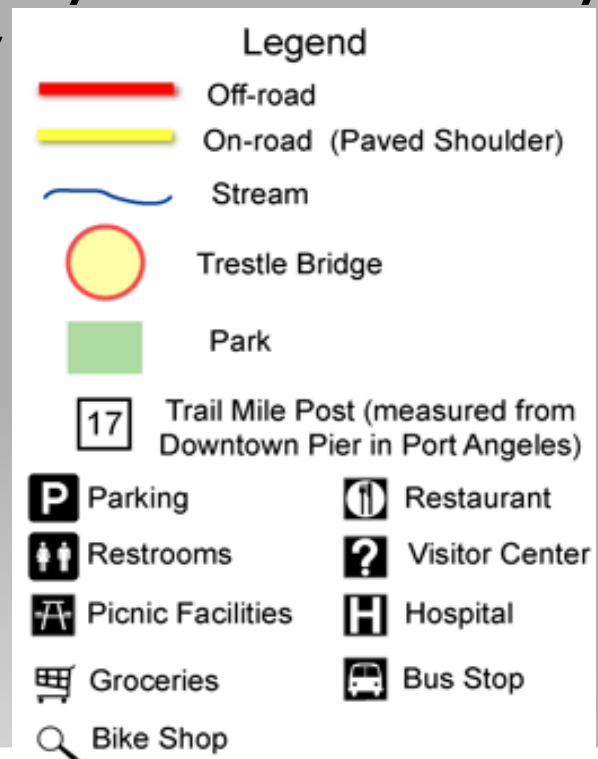 Legend
Off-road
On-road (Paved Shoulder)
Stream
Trestle Bridge
Park
17 Trail Mile Post (measured from
Downtown Pier in Port Angeles)
P Parking
Restaurant
Restrooms
? Visitor Center
Picnic Facilities
H Hospital
Groceries
Bus Stop
Bike Shop